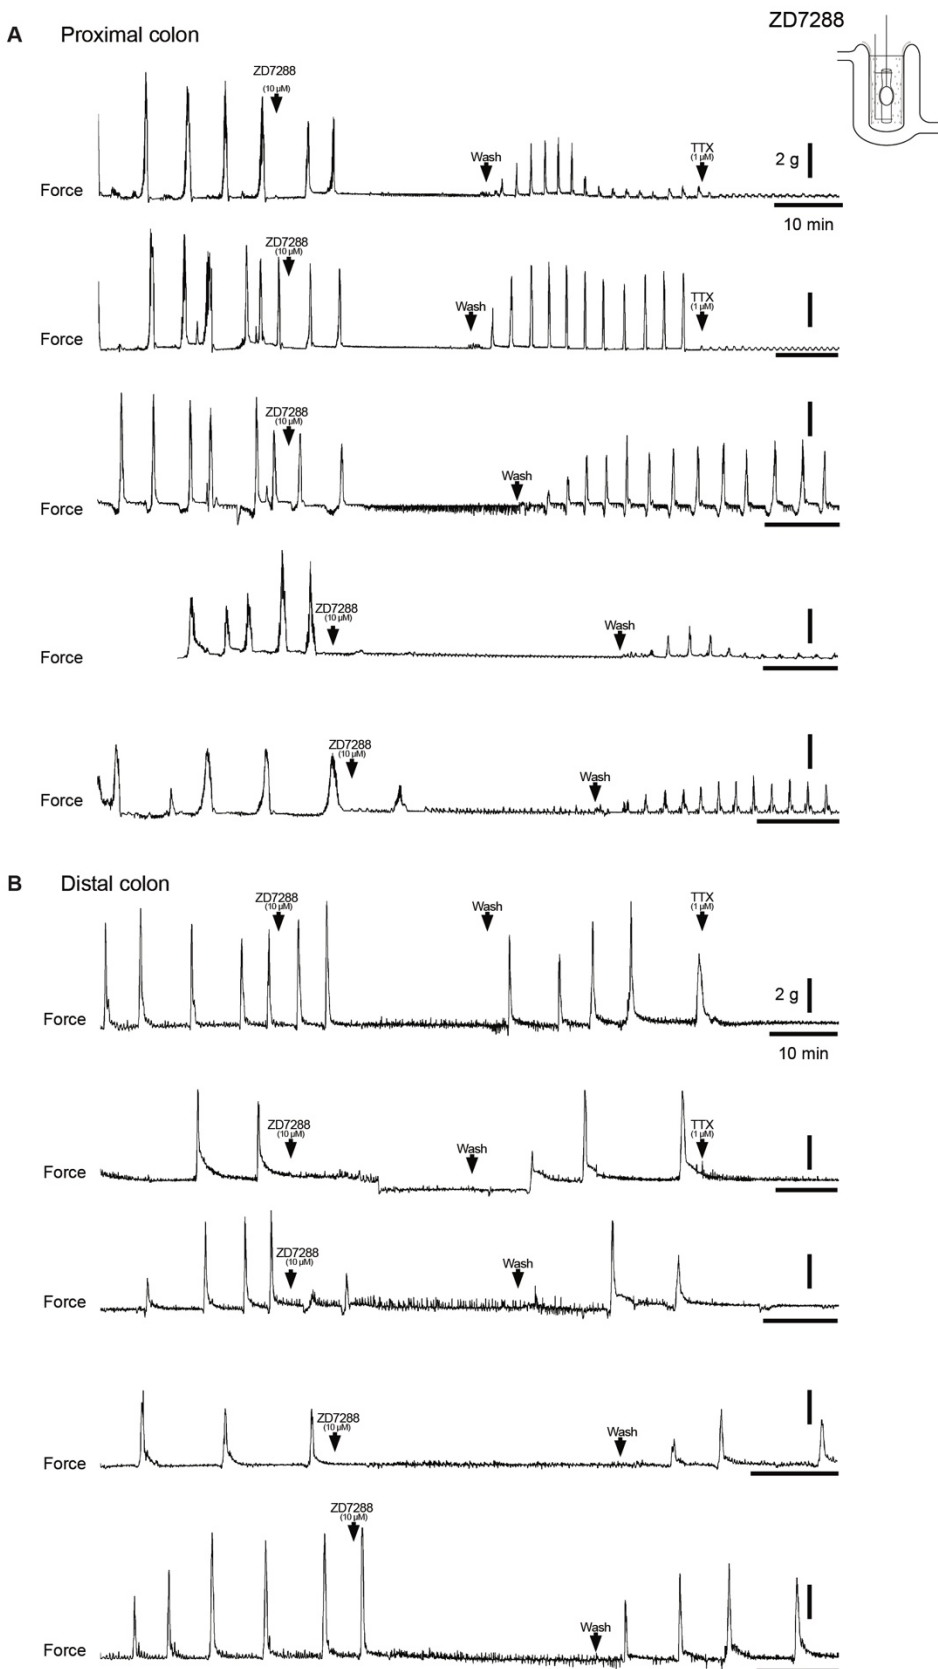 ZD7288
A Proximal colon
ZD7288
(10 µM)
Wash
TTX
(1 µM)
2 g
Force
10 min
ZD7288
(10 µM)
Wash
TTX
(1 µM)
Force
ZD7288
(10 µM)
Wash
Force
ZD7288
(10 µM)
Wash
Force
ZD7288
(10 µM)
Wash
Force
B Distal colon
ZD7288
(10 µM)
Wash
TTX
(1 µM)
2 g
Force
10 min
ZD7288
(10 µM)
Wash
TTX
(1 µM)
Force
ZD7288
(10 µM)
Wash
Force
ZD7288
(10 µM)
Wash
Force
ZD7288
(10 µM)
Wash
Force